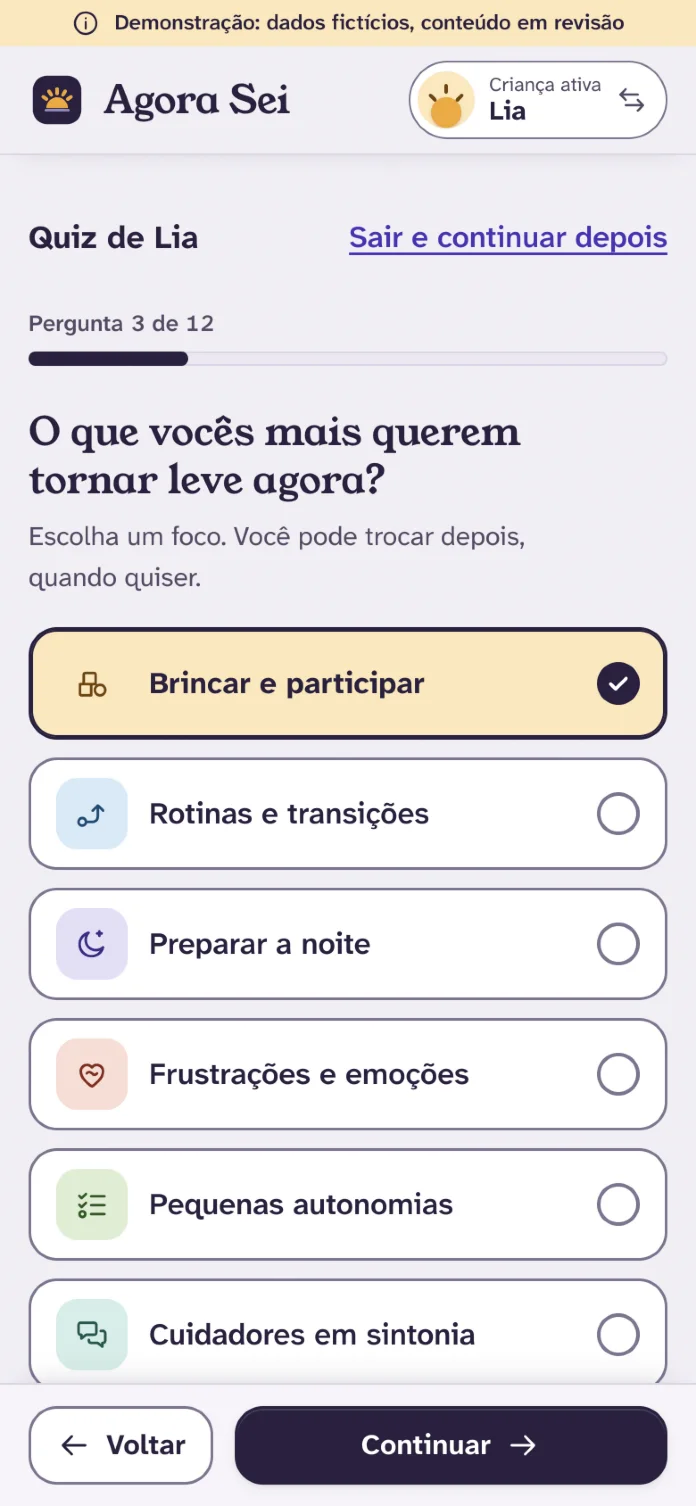 Demonstração: dados fictícios, conteúdo em revisão
Agora Sei
Criança ativa
Lia
Quiz de Lia
Sair e continuar depois
Pergunta 3 de 12
O que vocês mais querem
tornar leve agora?
Escolha um foco. Você pode trocar depois,
quando quiser.
Brincar e participar
Rotinas e transições
Preparar a noite
Frustrações e emoções
Pequenas autonomias
Cuidadores em sintonia
Voltar
Continuar